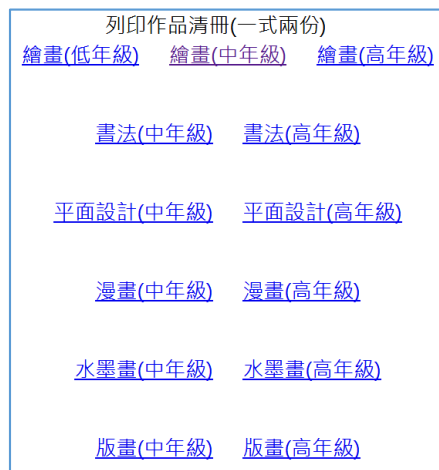 列印作品清冊(一式兩份)
繪畫(低年級) 繪畫(中年級) 繪畫(高年級)
書法(中年級) 書法(高年級)
平面設計(中年級) 平面設計(高年級)
漫畫(中年級) 漫畫(高年級)
水墨畫(中年級) 水墨畫(高年級)
版畫(中年級) 版畫(高年級)